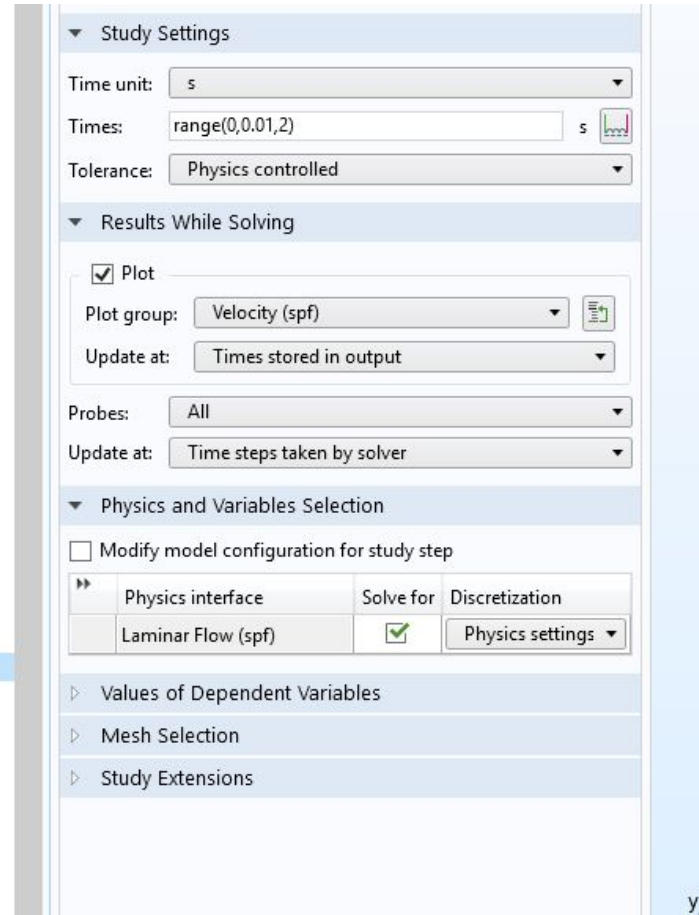 Study Settings
Time unit: s
Times: range(0,0.01,2) s
Tolerance: Physics controlled
Results While Solving
Plot
Plot group: Velocity (spf)
Update at: Times stored in output
Probes: All
Update at: Time steps taken by solver
Physics and Variables Selection
Modify model configuration for study step
Physics interface Solve for Discretization
Laminar Flow (spf) Physics settings
Values of Dependent Variables
Mesh Selection
Study Extensions
y